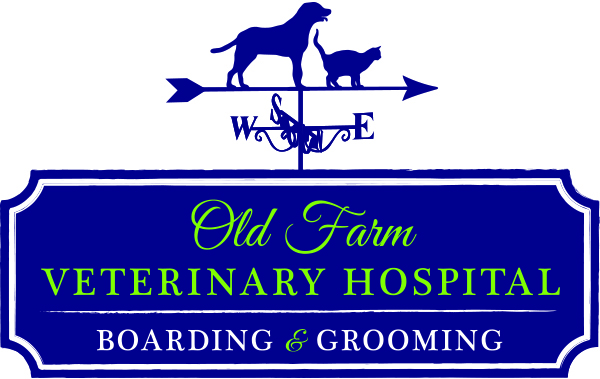 W E
Old Farm
VETERINARY HOSPITAL
BOARDING & GROOMING